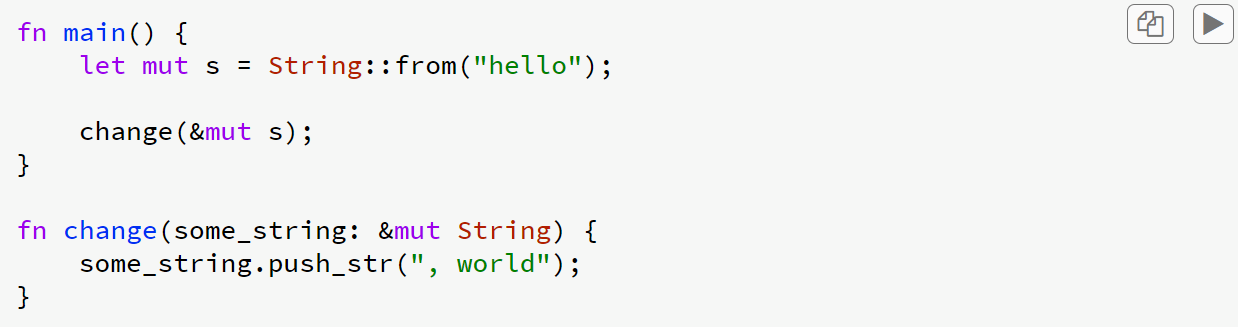 fn main() {
    let mut s = String::from("hello");

    change(&mut s);
}

fn change(some_string: &mut String) {
    some_string.push_str(", world");
}